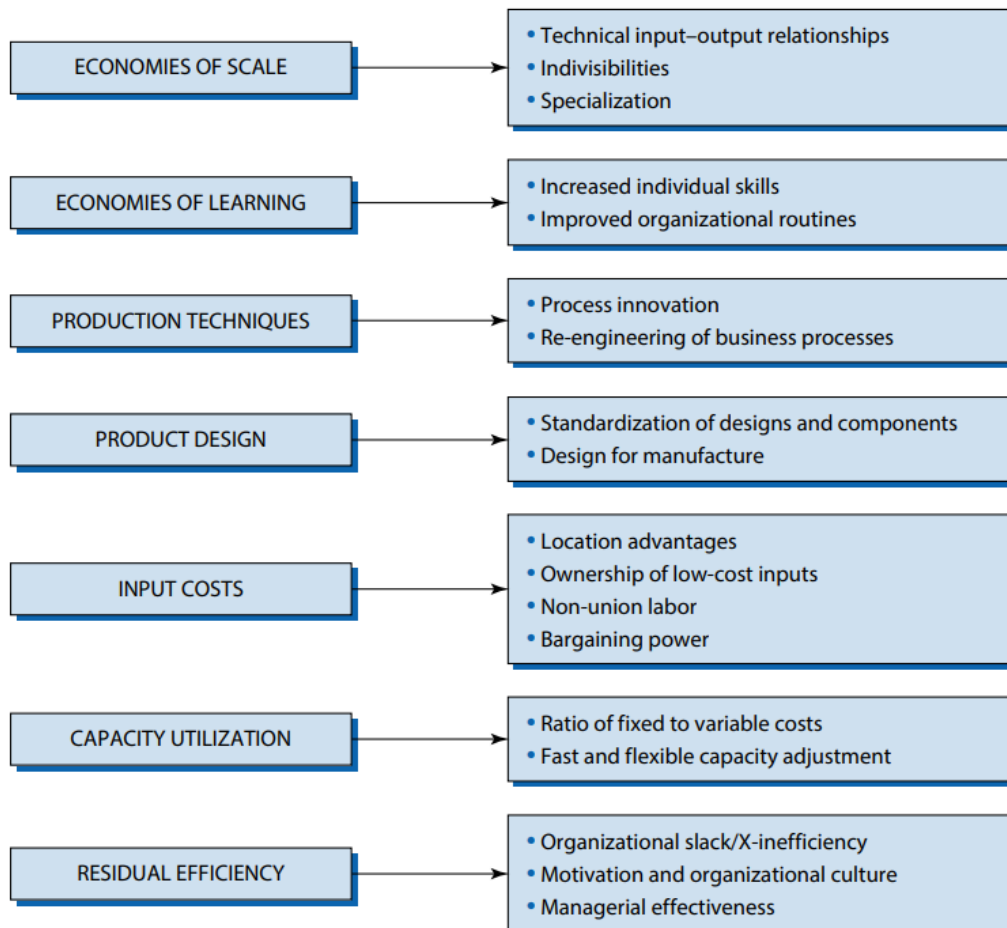 ECONOMIES OF SCALE
• Technical input–output relationships
• Indivisibilities
• Specialization
ECONOMIES OF LEARNING
• Increased individual skills
• Improved organizational routines
PRODUCTION TECHNIQUES
• Process innovation
• Re-engineering of business processes
PRODUCT DESIGN
• Standardization of designs and components
• Design for manufacture
INPUT COSTS
• Location advantages
• Ownership of low-cost inputs
• Non-union labor
• Bargaining power
CAPACITY UTILIZATION
• Ratio of fixed to variable costs
• Fast and flexible capacity adjustment
RESIDUAL EFFICIENCY
• Organizational slack/X-inefficiency
• Motivation and organizational culture
• Managerial effectiveness